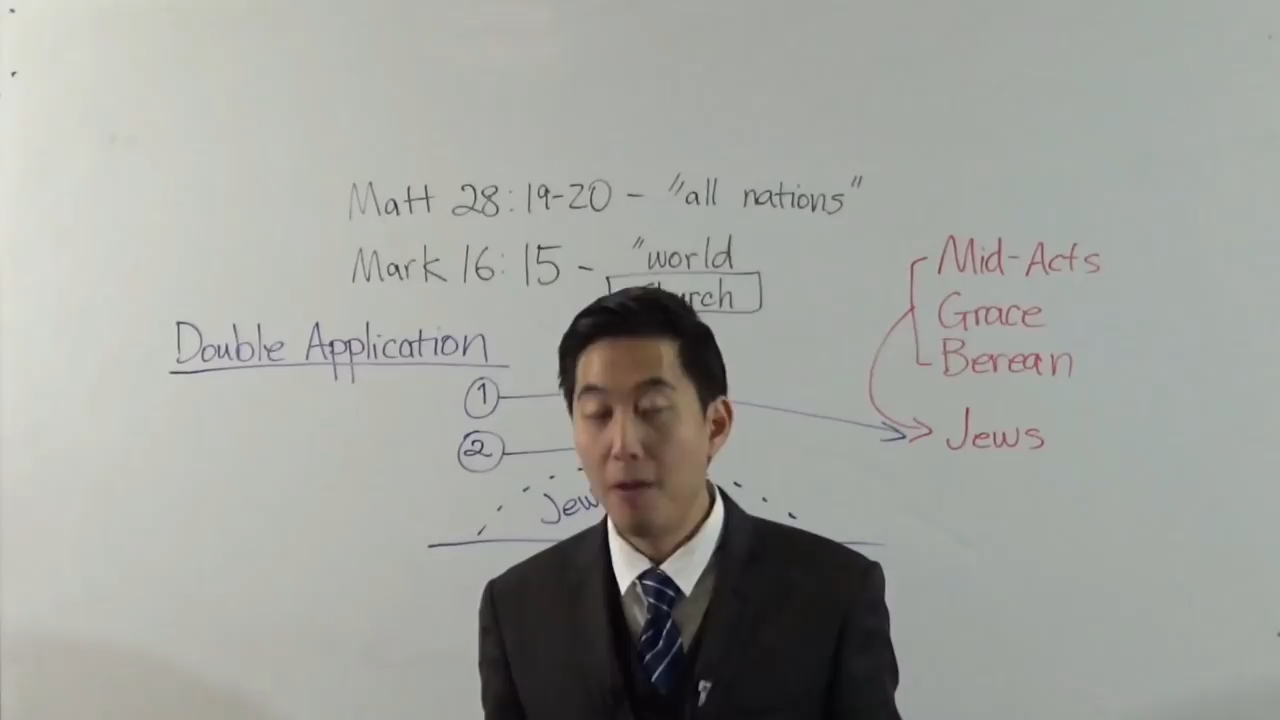 Matt 28:19-20 - "all nations"
Mark 16:15 - "world
Double Application
1
2
Mid-Acts
Grace
Berean
Jews